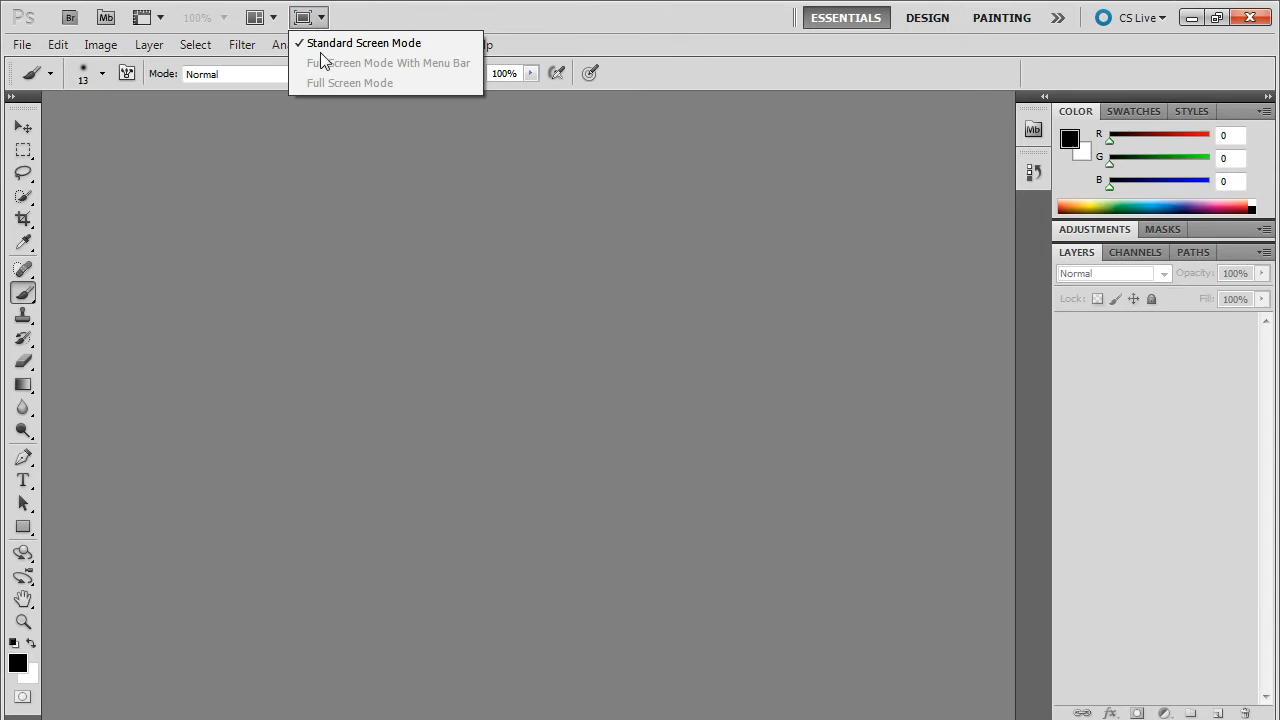 Ps
Br
Mb
100%
ESSENTIALS
DESIGN
PAINTING
CS Live
File
Edit
Image
Layer
Select
Filter
Standard Screen Mode
13
Mode:
Normal
Screen Mode With Menu Bar
100%
Full Screen Mode
COLOR
SWATCHES
STYLES
Mb
R
0
G
0
B
0
ADJUSTMENTS
MASKS
LAYERS
CHANNELS
PATHS
Normal
Opacity:
100%
Lock:
Fill:
100%
T
fx